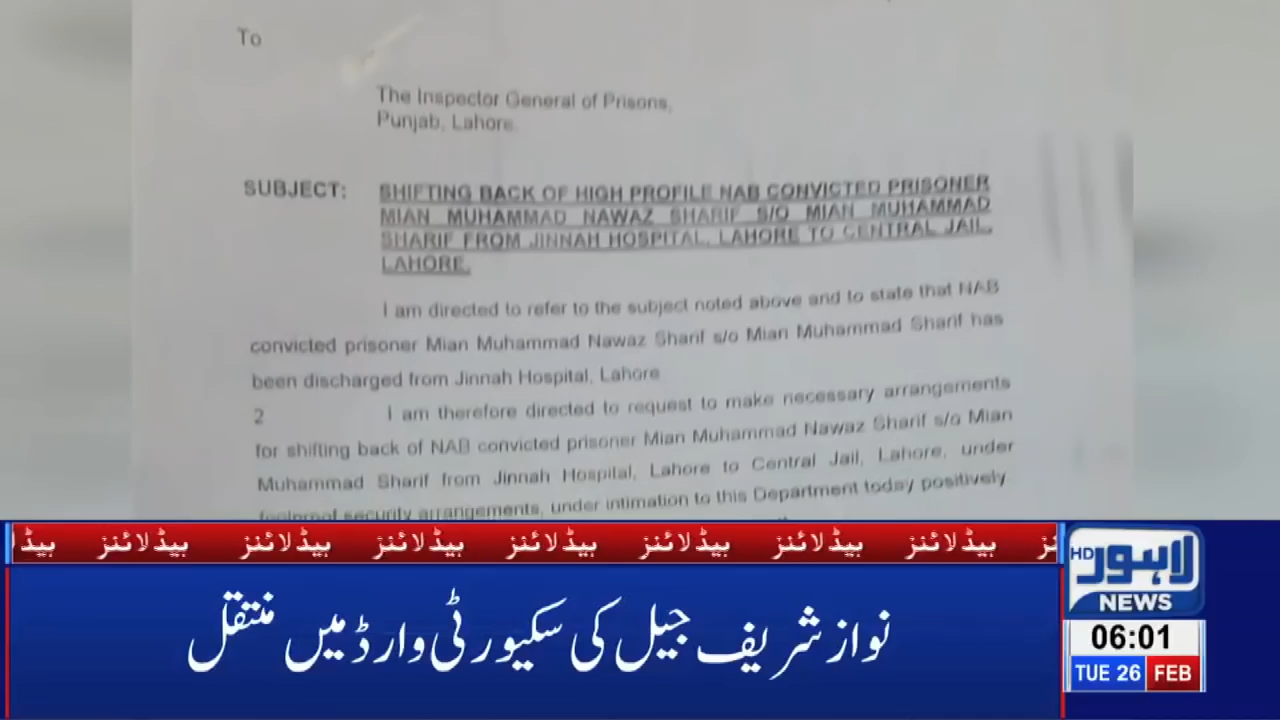 To
The Inspector General of Prisons,
Punjab, Lahore.
SUBJECT: SHIFTING BACK OF HIGH PROFILE NAB CONVICTED PRISONER
MIAN MUHAMMAD NAWAZ SHARIF S/O MIAN MUHAMMAD
SHARIF FROM JINNAH HOSPITAL, LAHORE TO CENTRAL JAIL,
LAHORE.
I am directed to refer to the subject noted above and to state that NAB
convicted prisoner Mian Muhammad Nawaz Sharif s/o Mian Muhammad Sharif has
been discharged from Jinnah Hospital, Lahore
2 I am therefore directed to request to make necessary arrangements
for shifting back of NAB convicted prisoner Mian Muhammad Nawaz Sharif s/o Mian
Muhammad Sharif from Jinnah Hospital, Lahore to Central Jail, Lahore, under
security arrangements, under intimation to this Department today positively
ہیڈلائنز ہیڈلائنز ہیڈلائنز ہیڈلائنز ہیڈلائنز ہیڈلائنز ہیڈلائنز
نواز شریف جیل کی سکیورٹی وارڈ میں منتقل
لاہور HD
NEWS
06:01
TUE 26 FEB